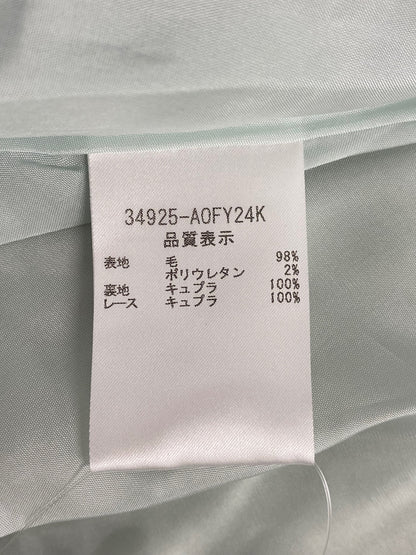 34925-A0FY24K
品質表示
表地 毛 98%
ポリウレタン 2%
裏地 キュプラ 100%
レース キュプラ 100%